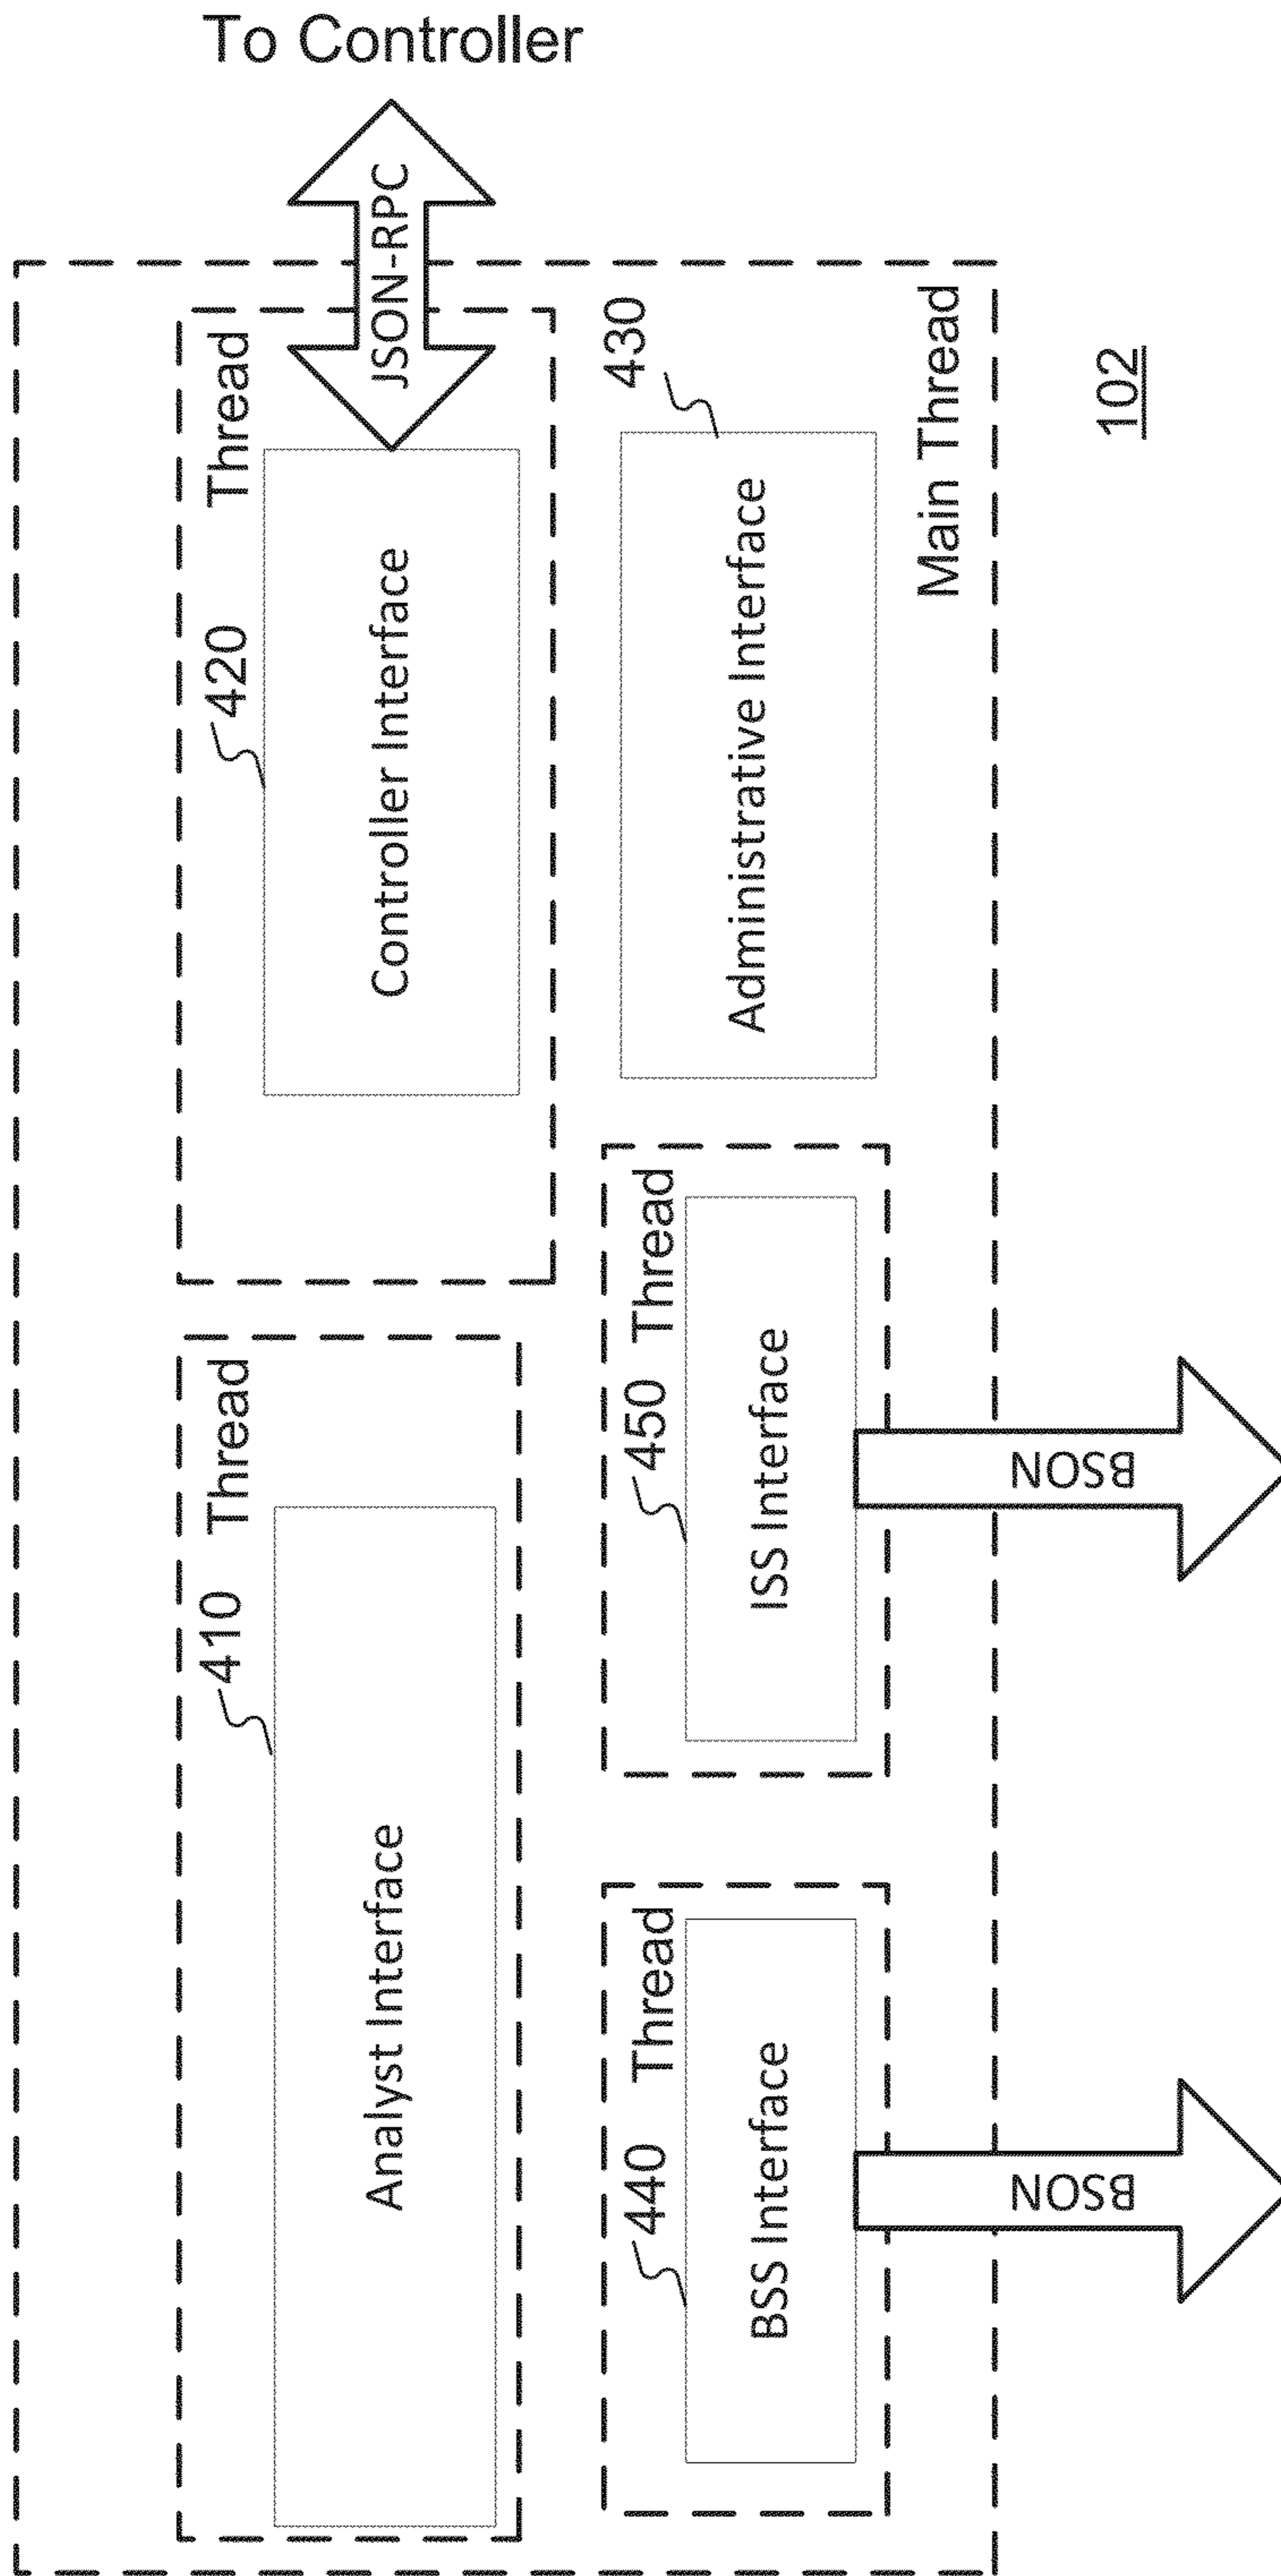 To Controller
JSON-RPC
410
Thread
Analyst Interface
420
Thread
Controller Interface
440
Thread
BSS Interface
450
Thread
ISS Interface
430
Administrative Interface
Main Thread
BSON
BSON
102